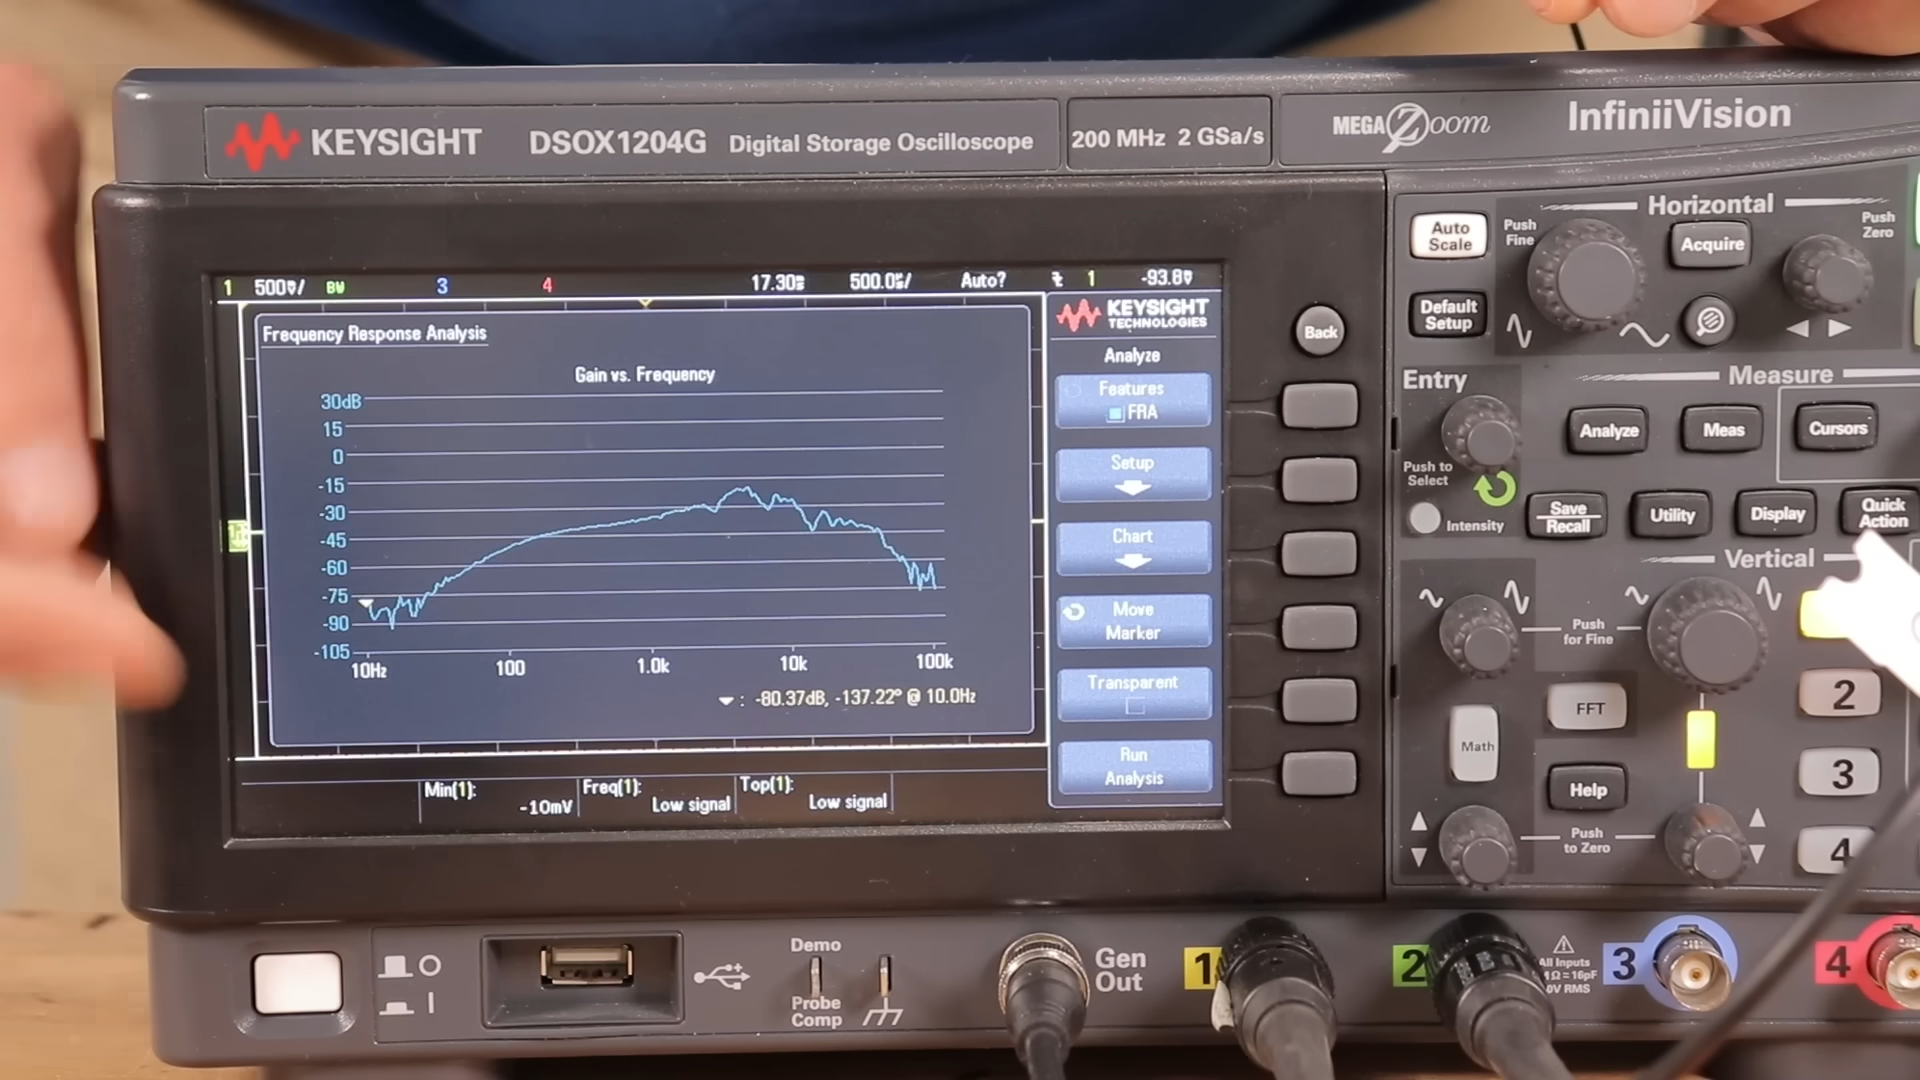 KEYSIGHT DSOX1204G Digital Storage Oscilloscope 200 MHz 2 GSa/s MEGA Zoom InfiniiVision
1 500▽/ BW 3 4 Auto? 1
KEYSIGHT
TECHNOLOGIES
Frequency Response Analysis
Gain vs. Frequency
30dB
15
0
-15
-30
-45
-60
-75
-90
-105
10Hz 100 1.0k 10k 100k
: -80.37dB, -137.22° @ 10.0Hz
Min(1):
-10mV
Freq(1):
Low signal
Top(1):
Low signal
Analyze
Features
FRA
Setup
Chart
Move
Marker
Transparent
Run
Analysis
Back
Horizontal
Auto
Scale
Push
Fine
Acquire
Push
Zero
Default
Setup
Entry
Measure
Analyze
Meas
Cursors
Push to
Select
Intensity
Save
Recall
Utility
Display
Quick
Action
Vertical
Push
for Fine
2
FFT
Math
3
Help
Push
to Zero
4
O
I
Demo
Probe
Comp
Gen
Out
1
2
All Inputs
3
4